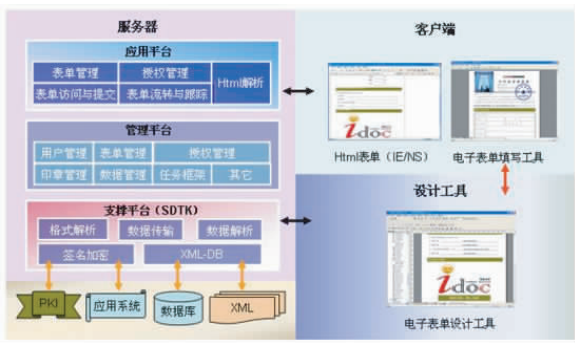 服务器
应用平台
表单管理
授权管理
Html解析
表单访问与提交
表单流转与跟踪
管理平台
用户管理
表单管理
授权管理
印章管理
数据管理
任务框架
其它
支撑平台(SDTK)
格式解析
数据传输
数据解析
签名加密
XML-DB
PKI
应用系统
数据库
XML
客户端
idoc
Html表单(IE/NS)
电子表单填写工具
设计工具
idoc
电子表单设计工具